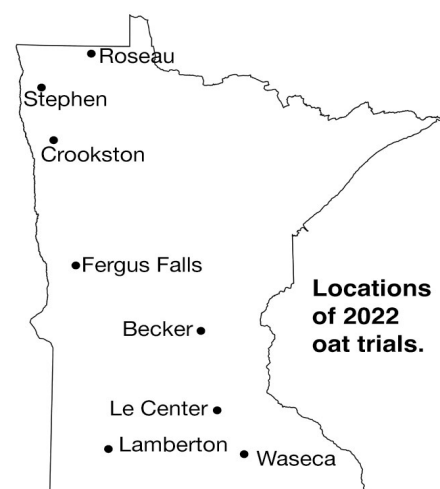 Roseau
Stephen
Crookston
Fergus Falls
Locations
of 2022
oat trials.
Becker
Le Center
Lamberton
Waseca